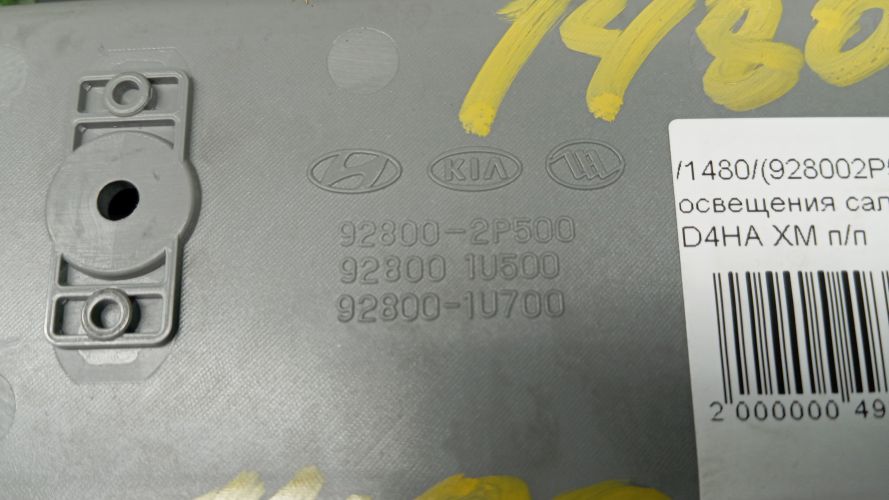 1480
KIA
92800-2P500
92800 1U500
92800-1U700
/1480/(928002P5
освещения сал
D4HA XM п/п
2 000000 49